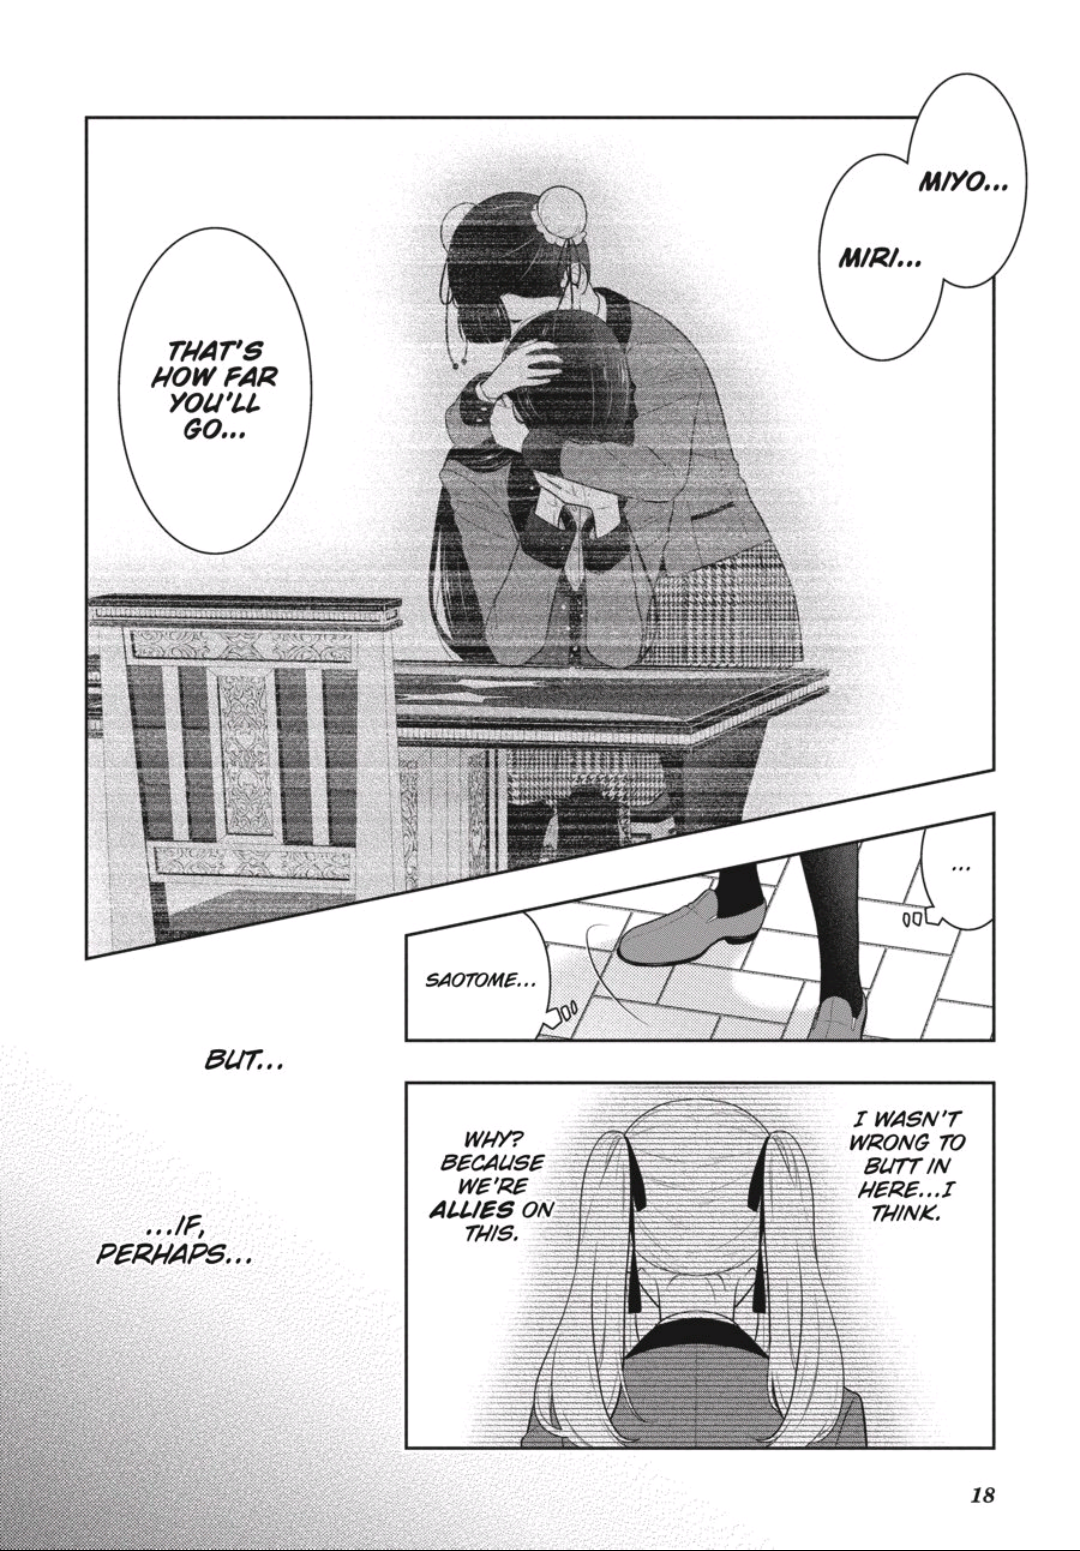 MIYO...
MIRI...
THAT'S
HOW FAR
YOU'LL
GO...
...
SAOTOME...
I WASN'T
WRONG TO
BUTT IN
HERE...I
THINK.
WHY?
BECAUSE
WE'RE
ALLIES ON
THIS.
BUT...
...IF,
PERHAPS...
18